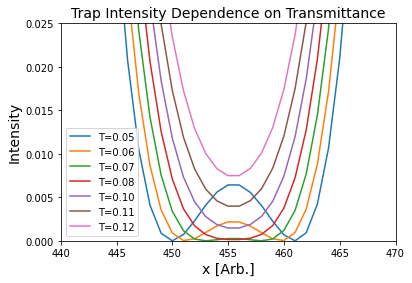 Trap Intensity Dependence on Transmittance
Intensity
0.025
0.020
0.015
0.010
0.005
0.000
T=0.05
T=0.06
T=0.07
T=0.08
T=0.10
T=0.11
T=0.12
440 445 450 455 460 465 470
x [Arb.]